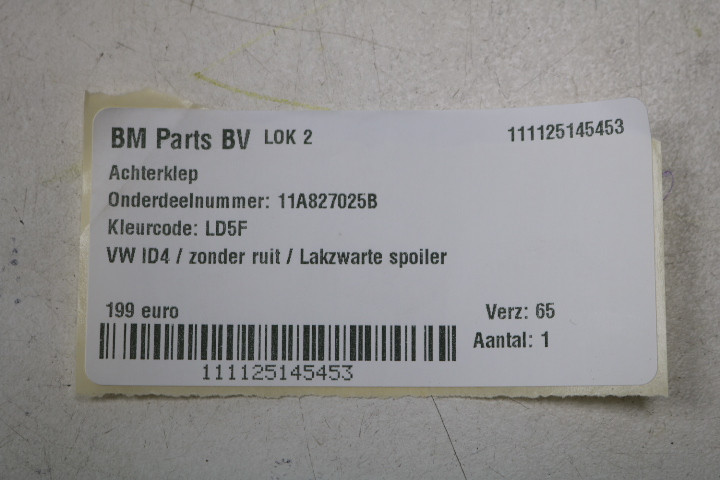 BM Parts BV LOK 2 111125145453
Achterklep
Onderdeelnummer: 11A827025B
Kleurcode: LD5F
VW ID4 / zonder ruit / Lakzwarte spoiler
199 euro Verz: 65
Aantal: 1
111125145453